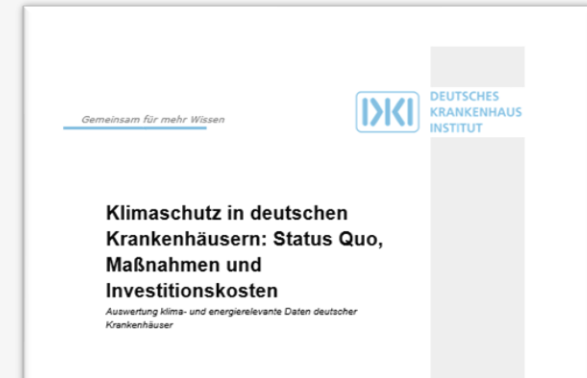 Gemeinsam für mehr Wissen
DEUTSCHES
KRANKENHAUS
INSTITUT
Klimaschutz in deutschen
Krankenhäusern: Status Quo,
Maßnahmen und
Investitionskosten
Auswertung klima- und energierelevante Daten deutscher
Krankenhäuser